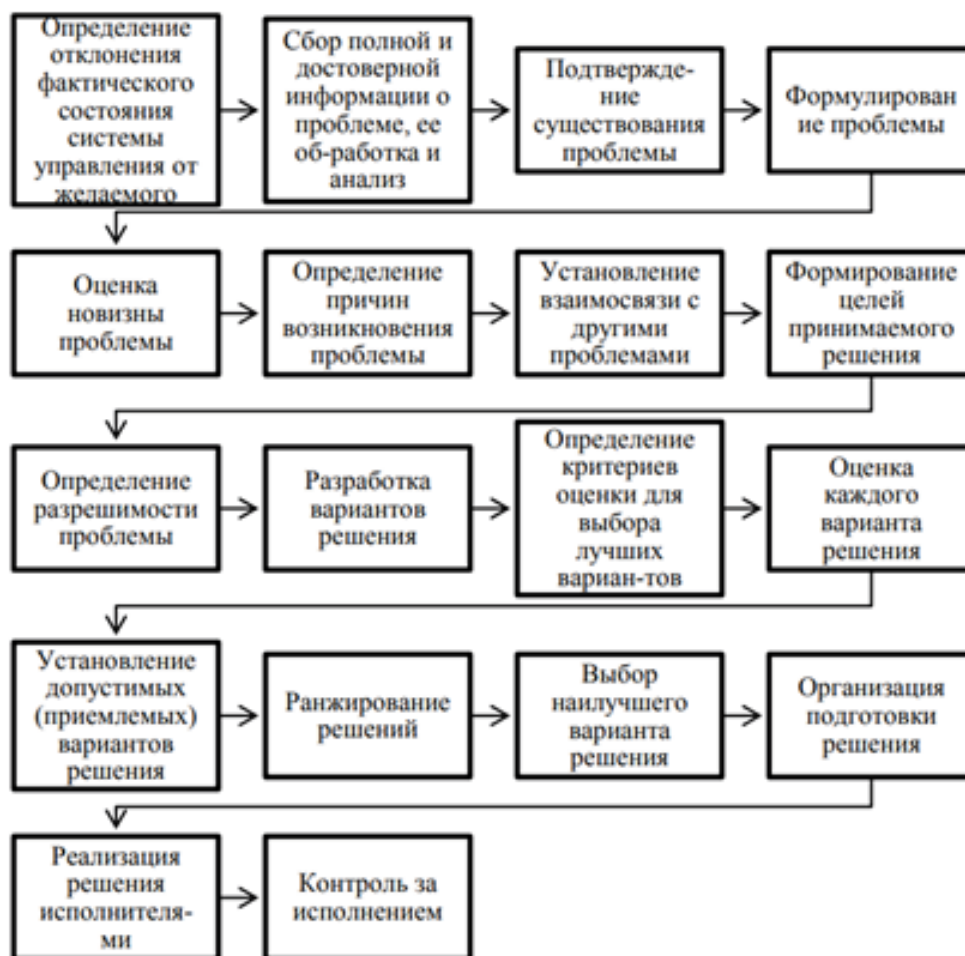 Определение
отклонения
фактического
состояния
системы
управления от
желаемого
Сбор полной и
достоверной
информации о
проблеме, ее
об-работка и
анализ
Подтвержде-
ние
существования
проблемы
Формулирован
ие проблемы
Оценка
новизны
проблемы
Определение
причин
возникновения
проблемы
Установление
взаимосвязи с
другими
проблемами
Формирование
целей
принимаемого
решения
Определение
разрешимости
проблемы
Разработка
вариантов
решения
Определение
критериев
оценки для
выбора
лучших
вариан-тов
Оценка
каждого
варианта
решения
Установление
допустимых
(приемлемых)
вариантов
решения
Ранжирование
решений
Выбор
наилучшего
варианта
решения
Организация
подготовки
решения
Реализация
решения
исполнителя-
ми
Контроль за
исполнением